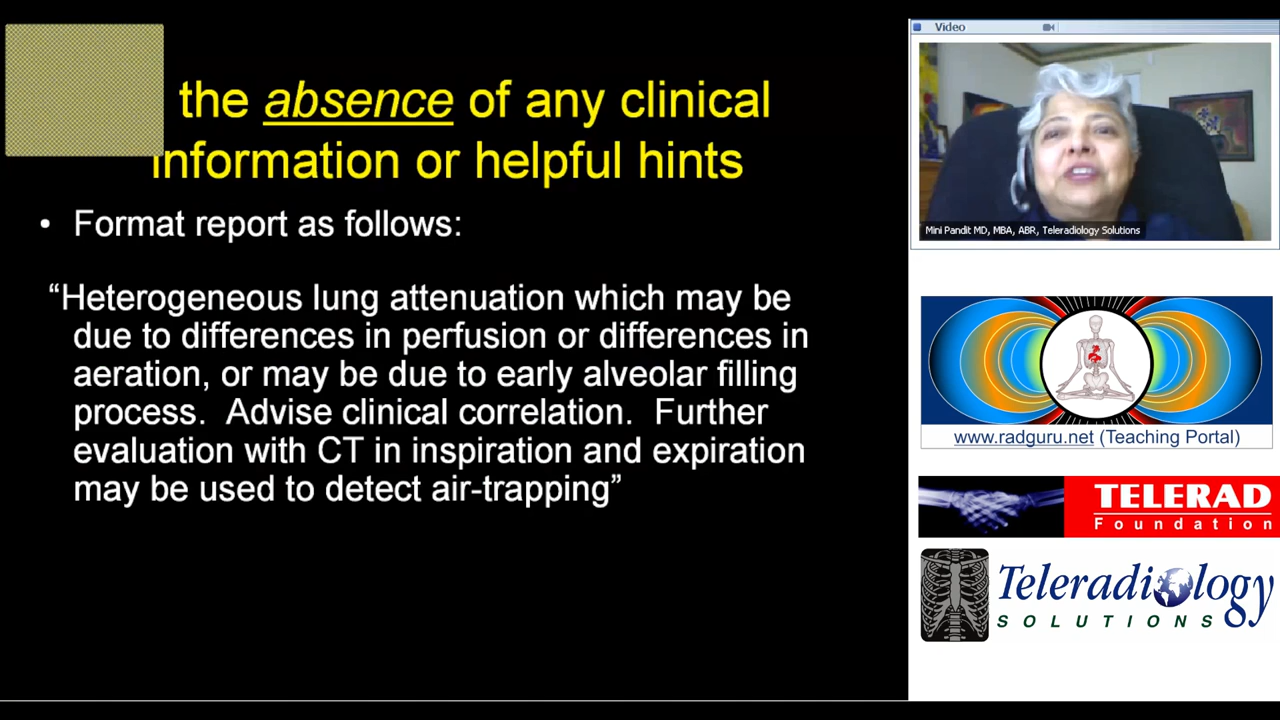 the absence of any clinical
information or helpful hints
• Format report as follows:
“Heterogeneous lung attenuation which may be
due to differences in perfusion or differences in
aeration, or may be due to early alveolar filling
process.  Advise clinical correlation.  Further
evaluation with CT in inspiration and expiration
may be used to detect air-trapping”
Video
Mini Pandit MD, MBA, ABR, Teleradiology Solutions
www.radguru.net (Teaching Portal)
TELERAD
Foundation
Teleradiology
SOLUTIONS